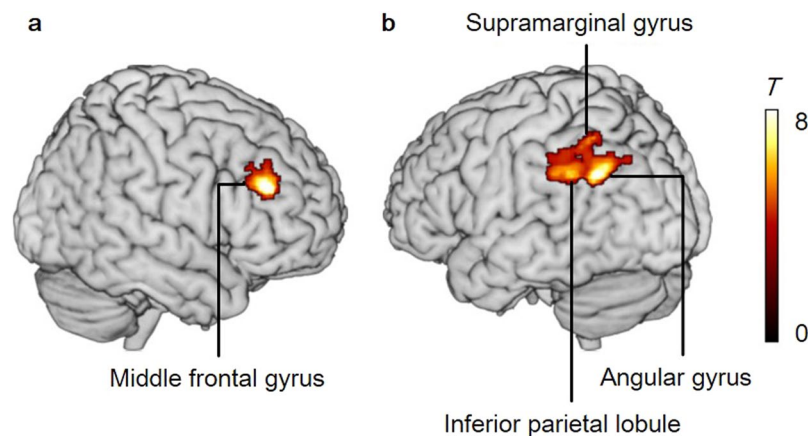 a
b
Supramarginal gyrus
T
8
0
Middle frontal gyrus
Angular gyrus
Inferior parietal lobule